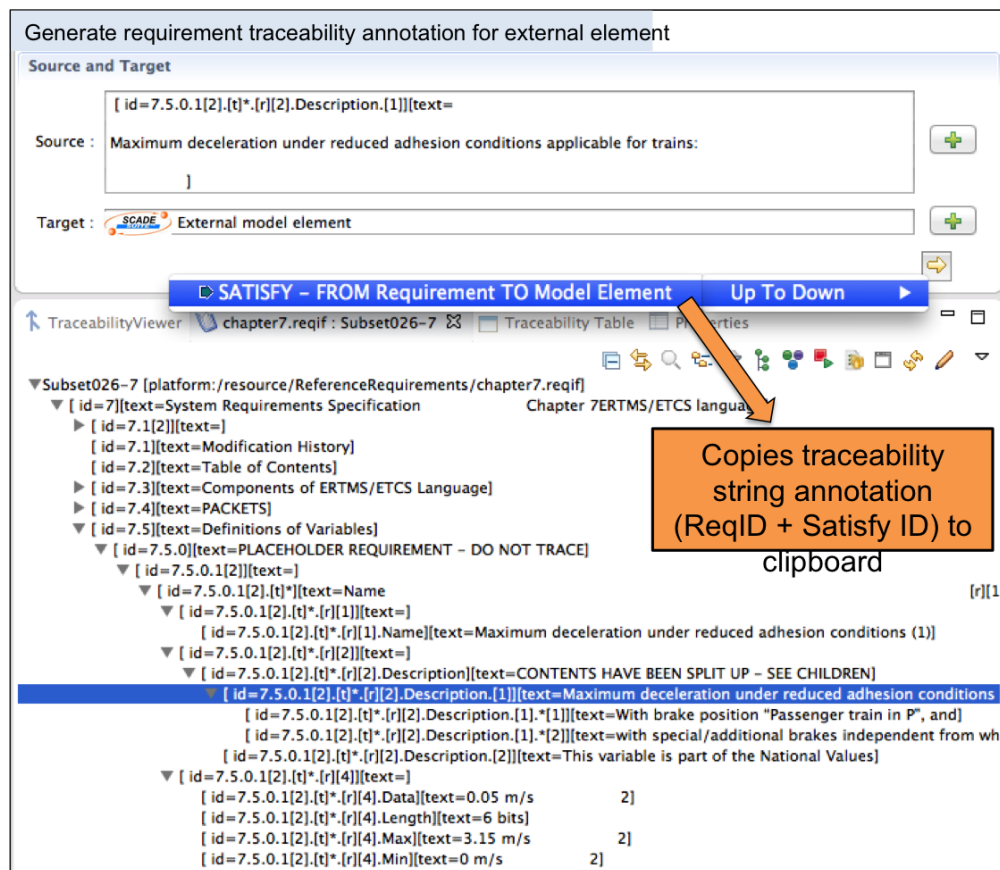 Generate requirement traceability annotation for external element
Source and Target
[ id=7.5.0.1[2].[t]*.[r][2].Description.[1]][text=
Source :
Maximum deceleration under reduced adhesion conditions applicable for trains:
]
Target :
SCADE SUITE
External model element
SATISFY – FROM Requirement TO Model Element
Up To Down
TraceabilityViewer
chapter7.reqif : Subset026-7
Traceability Table
Subset026-7 [platform:/resource/ReferenceRequirements/chapter7.reqif]
[ id=7][text=System Requirements Specification Chapter 7ERTMS/ETCS
[ id=7.1[2]][text=]
[ id=7.1][text=Modification History]
[ id=7.2][text=Table of Contents]
[ id=7.3][text=Components of ERTMS/ETCS Language]
[ id=7.4][text=PACKETS]
[ id=7.5][text=Definitions of Variables]
Copies traceability
string annotation
(ReqID + Satisfy ID) to
clipboard
[ id=7.5.0][text=PLACEHOLDER REQUIREMENT – DO NOT TRACE]
[ id=7.5.0.1[2]][text=]
[ id=7.5.0.1[2].[t]*][text=Name [r][1
[ id=7.5.0.1[2].[t]*.[r][1]][text=]
[ id=7.5.0.1[2].[t]*.[r][1].Name][text=Maximum deceleration under reduced adhesion conditions (1)]
[ id=7.5.0.1[2].[t]*.[r][2]][text=]
[ id=7.5.0.1[2].[t]*.[r][2].Description][text=CONTENTS HAVE BEEN SPLIT UP – SEE CHILDREN]
[ id=7.5.0.1[2].[t]*.[r][2].Description.[1]][text=Maximum deceleration under reduced adhesion conditions
[ id=7.5.0.1[2].[t]*.[r][2].Description.[1].*[1]][text=With brake position "Passenger train in P", and]
[ id=7.5.0.1[2].[t]*.[r][2].Description.[1].*[2]][text=with special/additional brakes independent from wh
[ id=7.5.0.1[2].[t]*.[r][2].Description.[2]][text=This variable is part of the National Values]
[ id=7.5.0.1[2].[t]*.[r][4]][text=]
[ id=7.5.0.1[2].[t]*.[r][4].Data][text=0.05 m/s 2]
[ id=7.5.0.1[2].[t]*.[r][4].Length][text=6 bits]
[ id=7.5.0.1[2].[t]*.[r][4].Max][text=3.15 m/s 2]
[ id=7.5.0.1[2].[t]*.[r][4].Min][text=0 m/s 2]